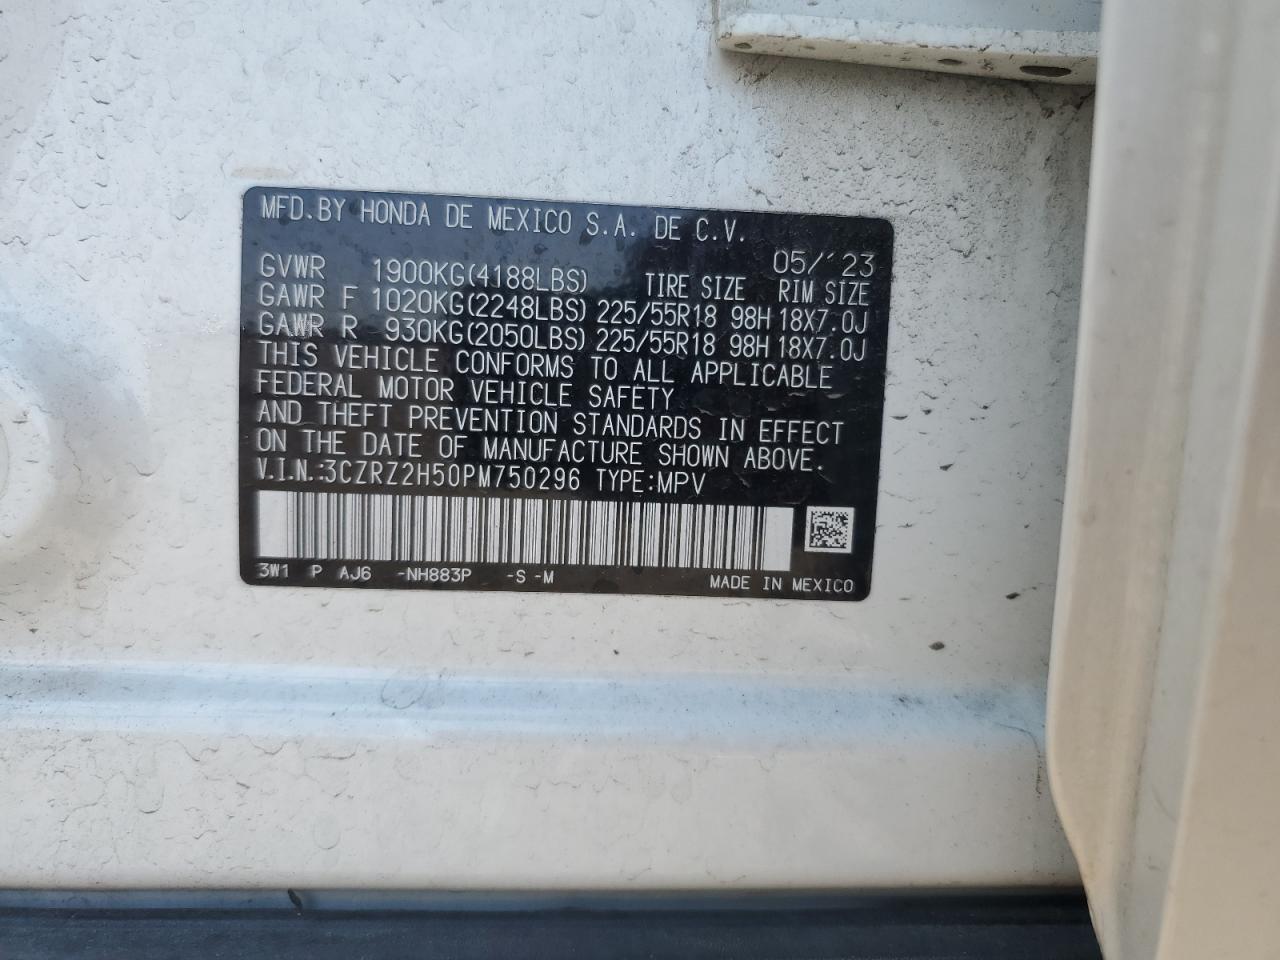 MFD.BY HONDA DE MEXICO S.A. DE C.V.
05/'23
GVWR 1900KG(4188LBS) TIRE SIZE RIM SIZE
GAWR F 1020KG(2248LBS) 225/55R18 98H 18X7.0J
GAWR R 930KG(2050LBS) 225/55R18 98H 18X7.0J
THIS VEHICLE CONFORMS TO ALL APPLICABLE
FEDERAL MOTOR VEHICLE SAFETY
AND THEFT PREVENTION STANDARDS IN EFFECT
ON THE DATE OF MANUFACTURE SHOWN ABOVE.
V.I.N.:3CZRZ2H50PM750296 TYPE:MPV
3W1 P AJ6 -NH883P -S -M MADE IN MEXICO